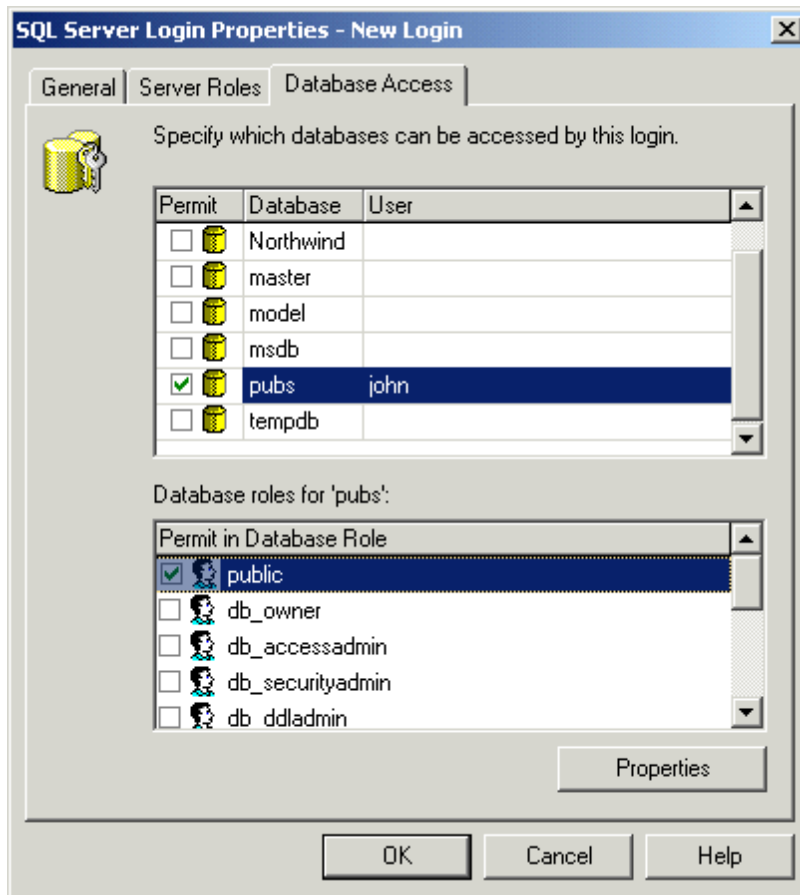 SQL Server Login Properties - New Login
General Server Roles Database Access
Specify which databases can be accessed by this login.
Permit Database User
Northwind
master
model
msdb
pubs john
tempdb
Database roles for 'pubs':
Permit in Database Role
public
db_owner
db_accessadmin
db_securityadmin
db_ddladmin
Properties
OK Cancel Help